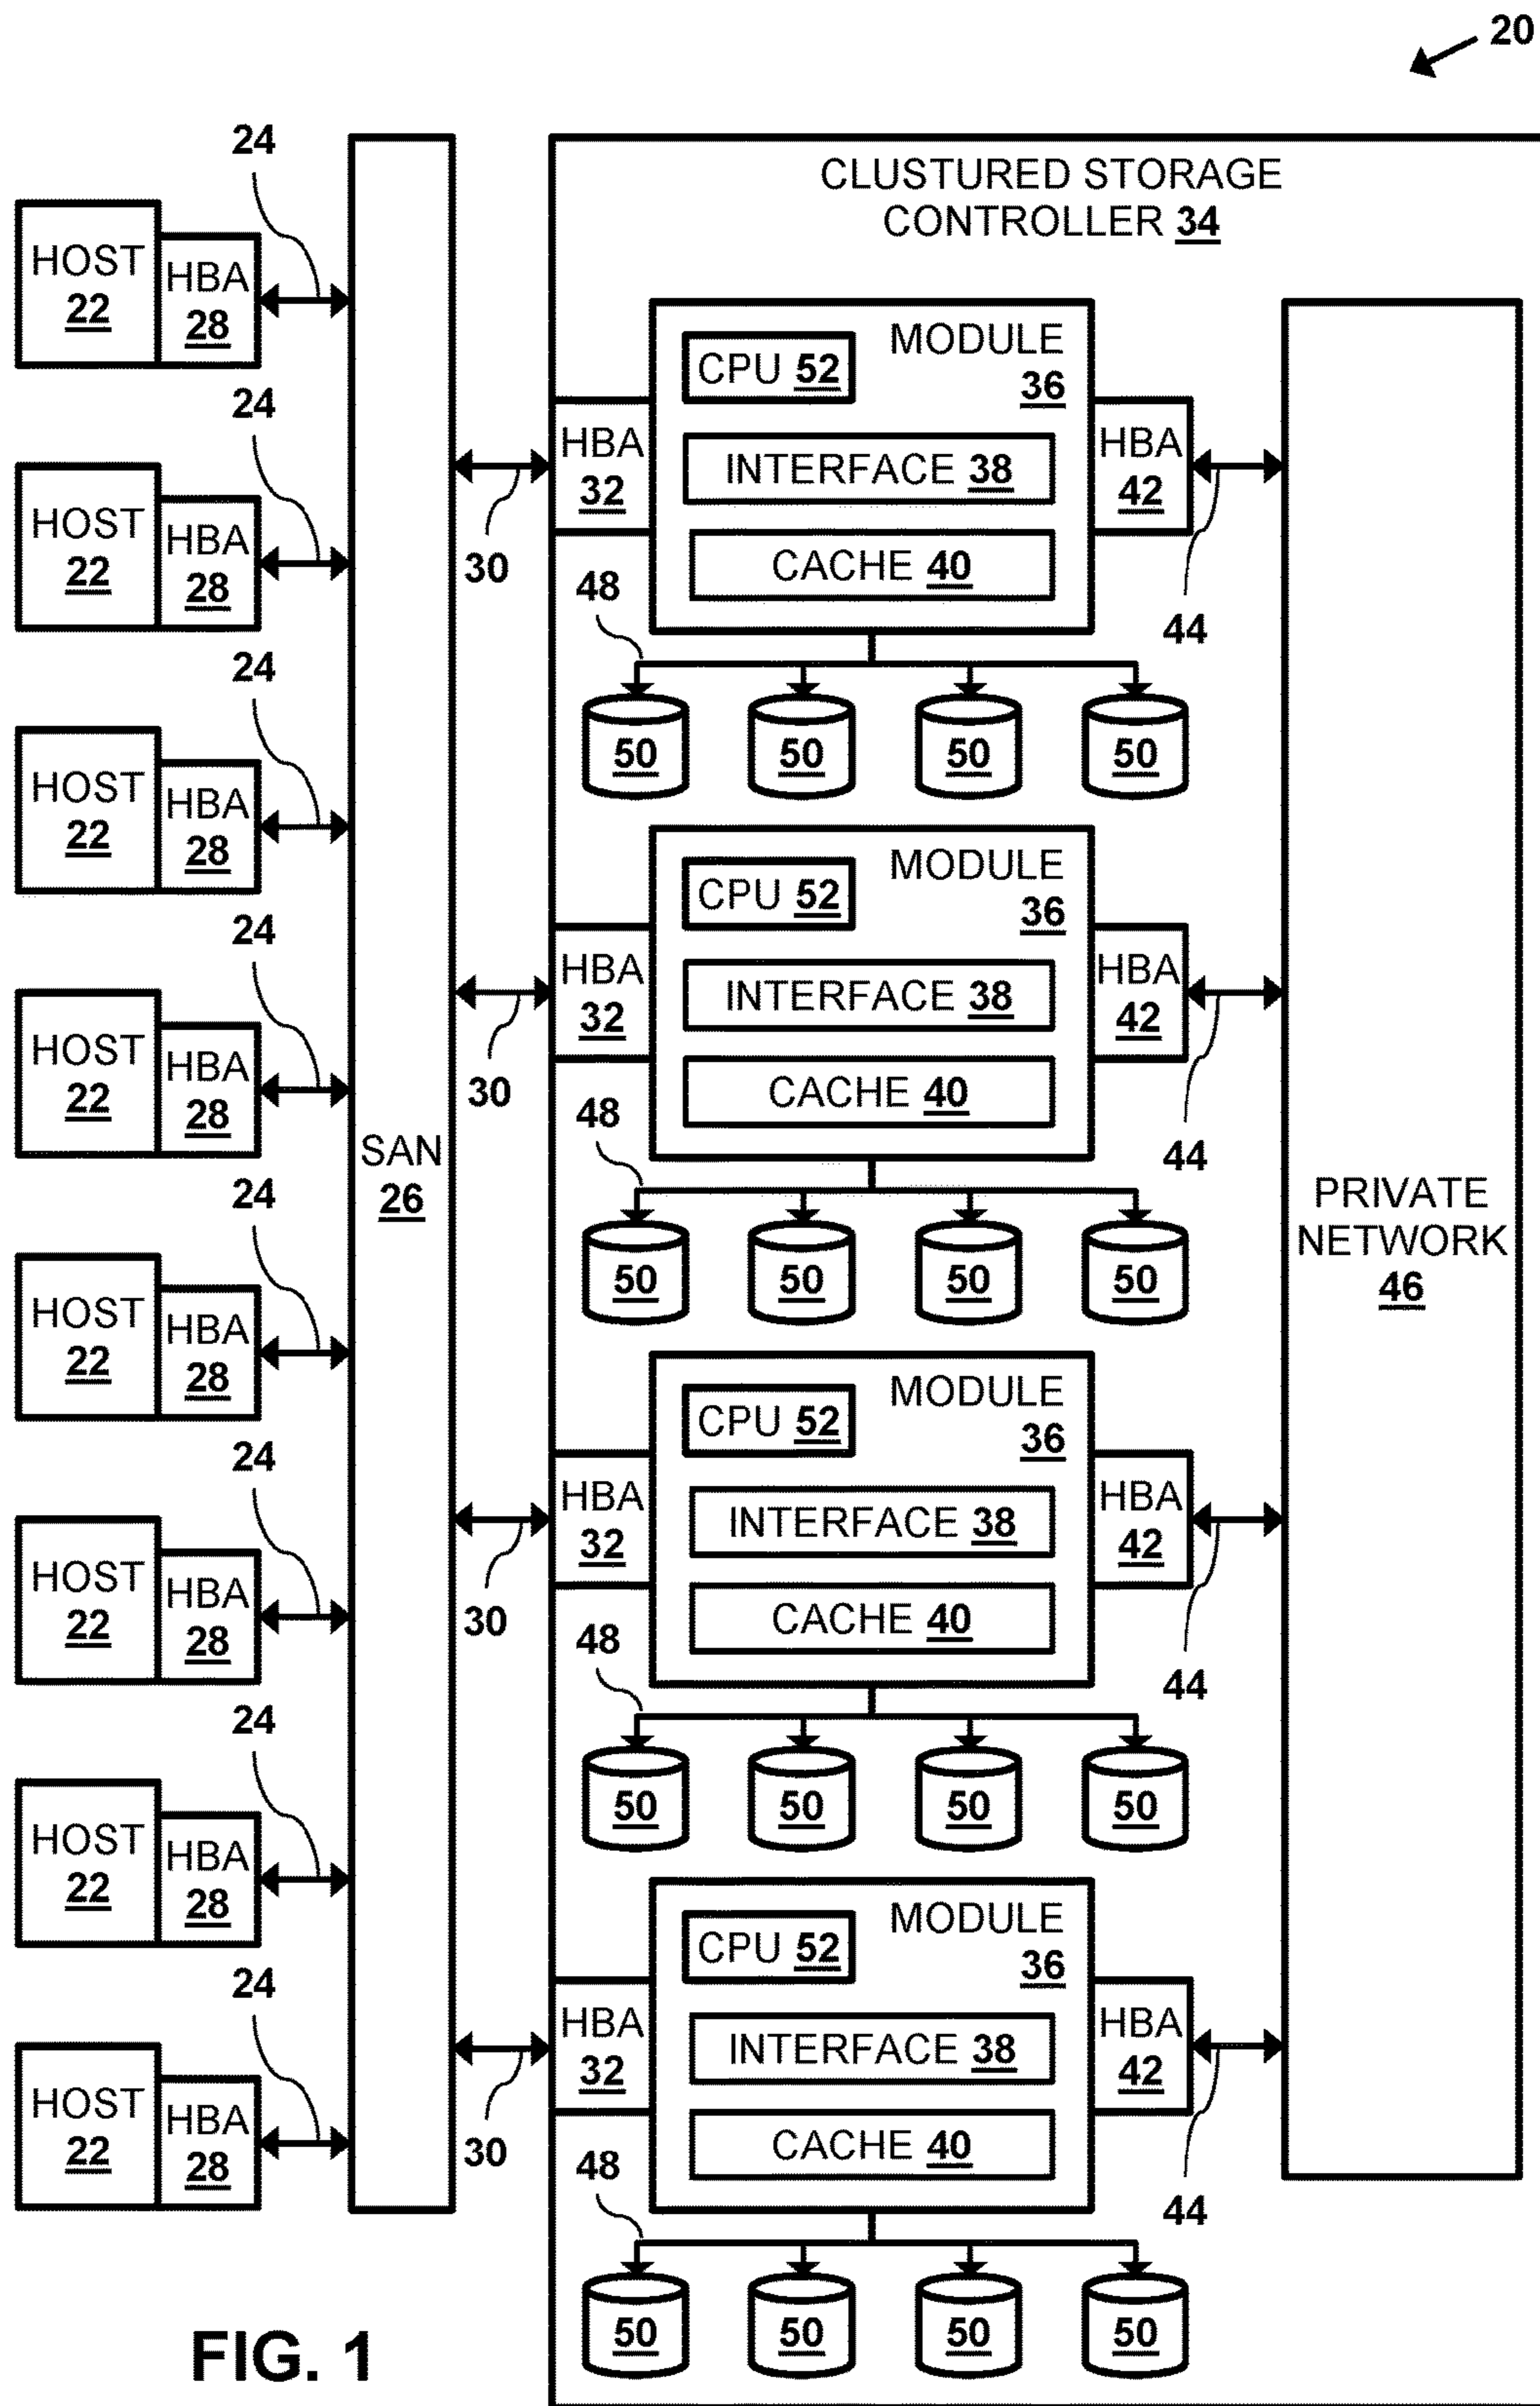 20
CLUSTURED STORAGE
CONTROLLER 34
24
HOST
22
HBA
28
24
HOST
22
HBA
28
24
HOST
22
HBA
28
24
HOST
22
HBA
28
24
HOST
22
HBA
28
24
HOST
22
HBA
28
24
HOST
22
HBA
28
24
HOST
22
HBA
28
SAN
26
30
HBA
32
MODULE
36
CPU 52
INTERFACE 38
CACHE 40
HBA
42
44
48
50 50 50 50
30
HBA
32
MODULE
36
CPU 52
INTERFACE 38
CACHE 40
HBA
42
44
48
50 50 50 50
30
HBA
32
MODULE
36
CPU 52
INTERFACE 38
CACHE 40
HBA
42
44
48
50 50 50 50
30
HBA
32
MODULE
36
CPU 52
INTERFACE 38
CACHE 40
HBA
42
44
48
50 50 50 50
PRIVATE
NETWORK
46
FIG. 1